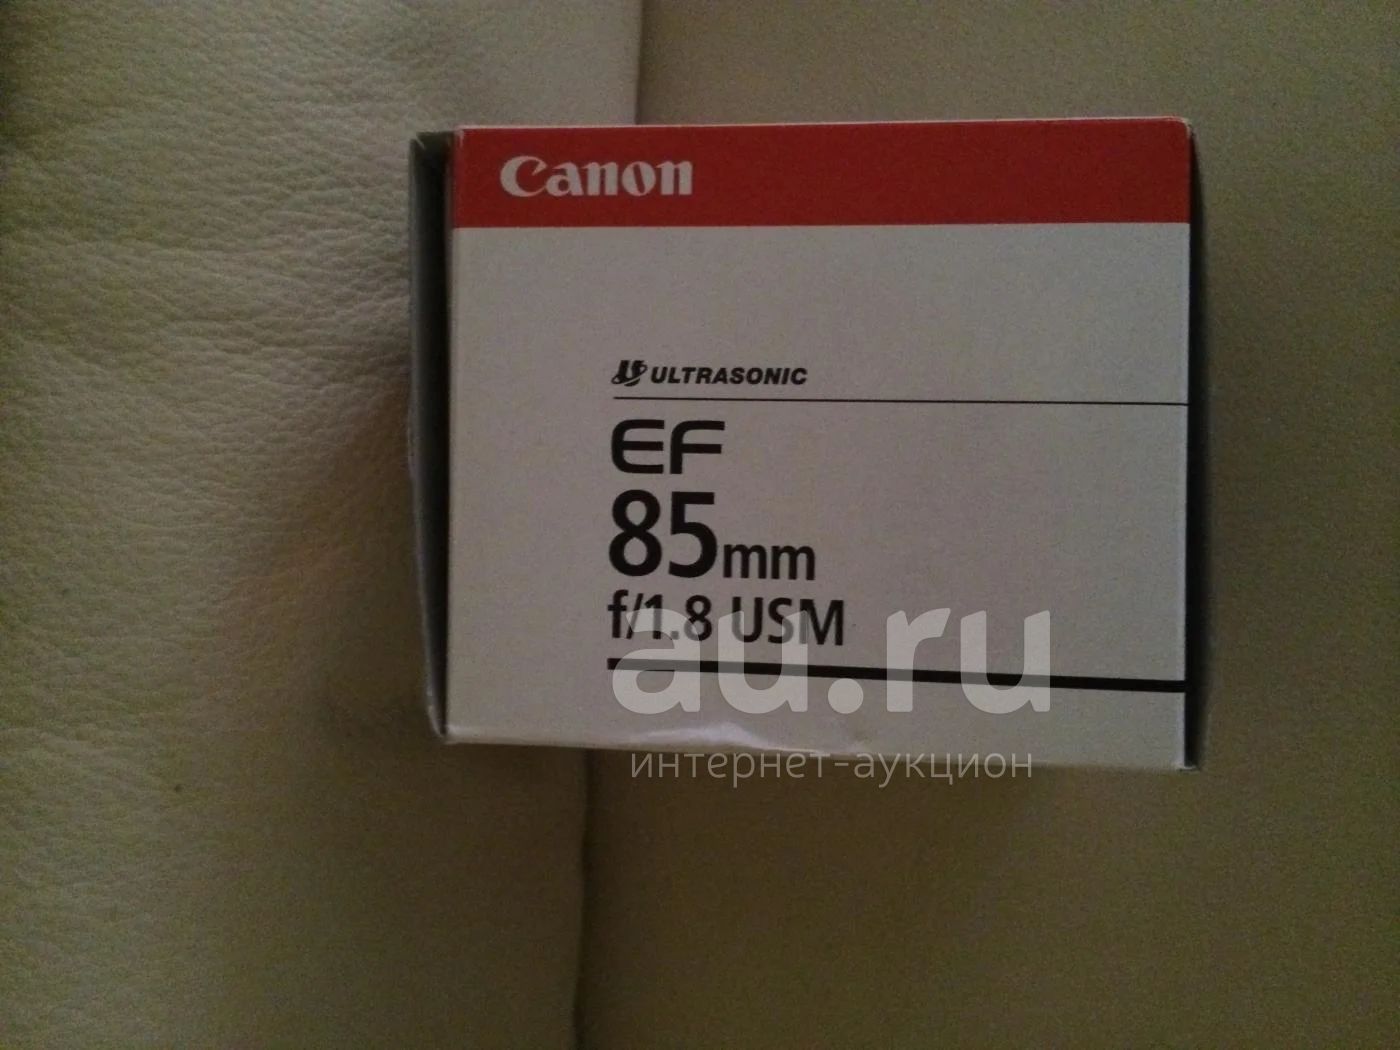 Canon
ULTRASONIC
EF
85mm
f/1.8 USM
au.ru
интернет-аукцион